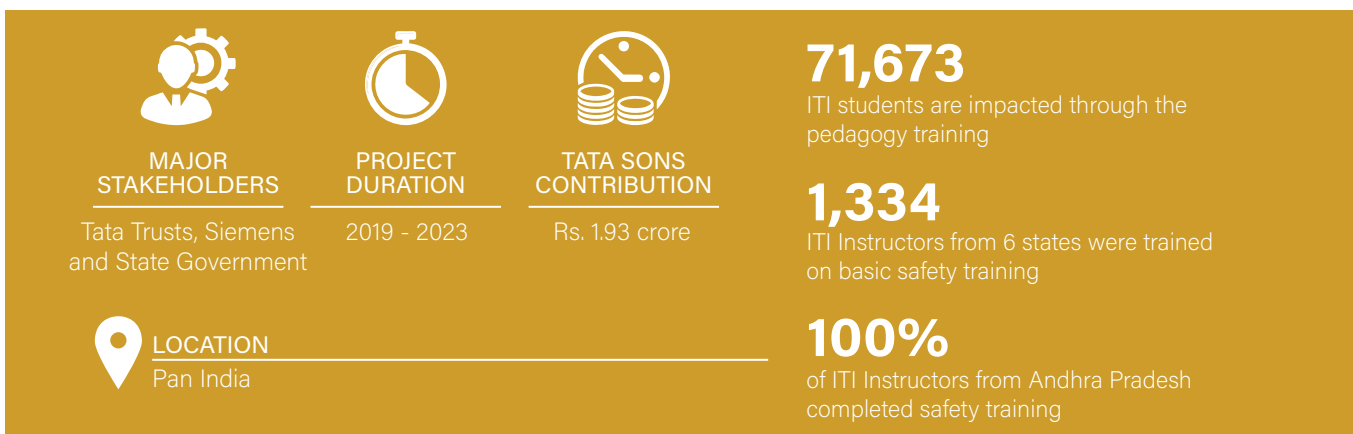 MAJOR
STAKEHOLDERS
Tata Trusts, Siemens
and State Government
PROJECT
DURATION
2019 - 2023
TATA SONS
CONTRIBUTION
Rs. 1.93 crore
LOCATION
Pan India
71,673
ITI students are impacted through the
pedagogy training
1,334
ITI Instructors from 6 states were trained
on basic safety training
100%
of ITI Instructors from Andhra Pradesh
completed safety training